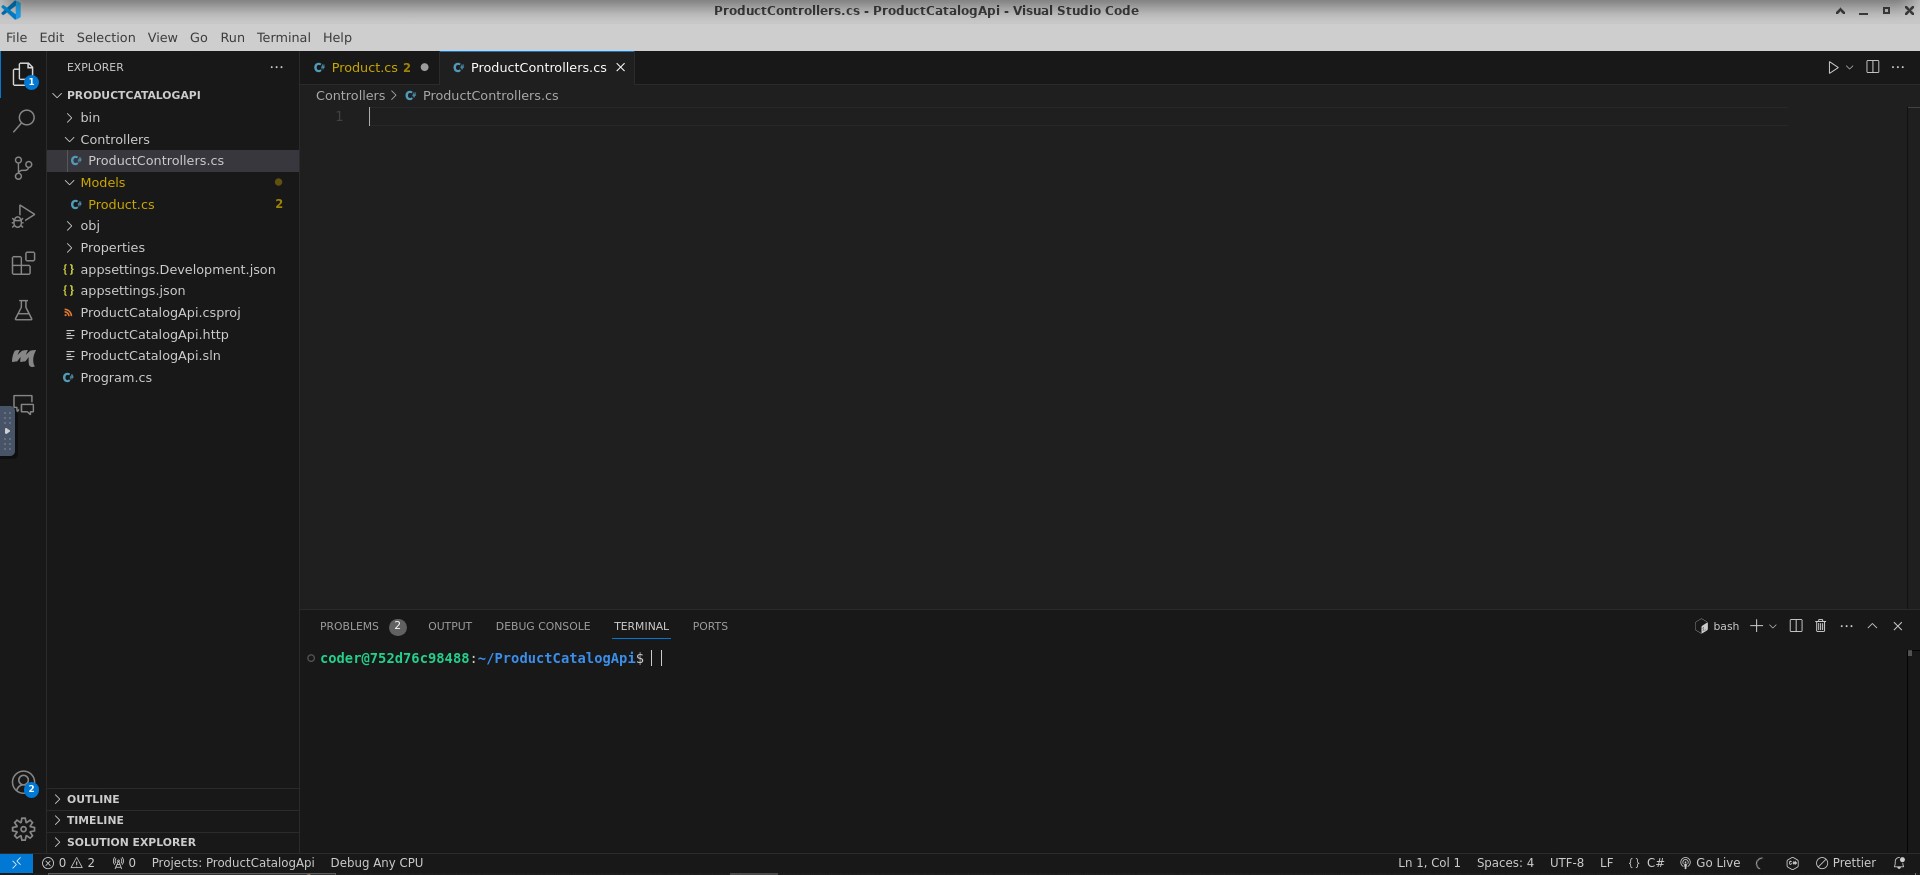 ProductControllers.cs - ProductCatalogApi - Visual Studio Code
File Edit Selection View Go Run Terminal Help
EXPLORER
Product.cs 2
ProductControllers.cs
PRODUCTCATALOGAPI
Controllers ProductControllers.cs
bin
1
Controllers
ProductControllers.cs
Models
Product.cs 2
obj
Properties
appsettings.Development.json
appsettings.json
ProductCatalogApi.csproj
ProductCatalogApi.http
ProductCatalogApi.sln
Program.cs
PROBLEMS 2 OUTPUT DEBUG CONSOLE TERMINAL PORTS
bash
coder@752d76c98488:~/ProductCatalogApi$
1
2
OUTLINE
TIMELINE
SOLUTION EXPLORER
0 2 0 Projects: ProductCatalogApi Debug Any CPU
Ln 1, Col 1 Spaces: 4 UTF-8 LF {} C# Go Live Prettier